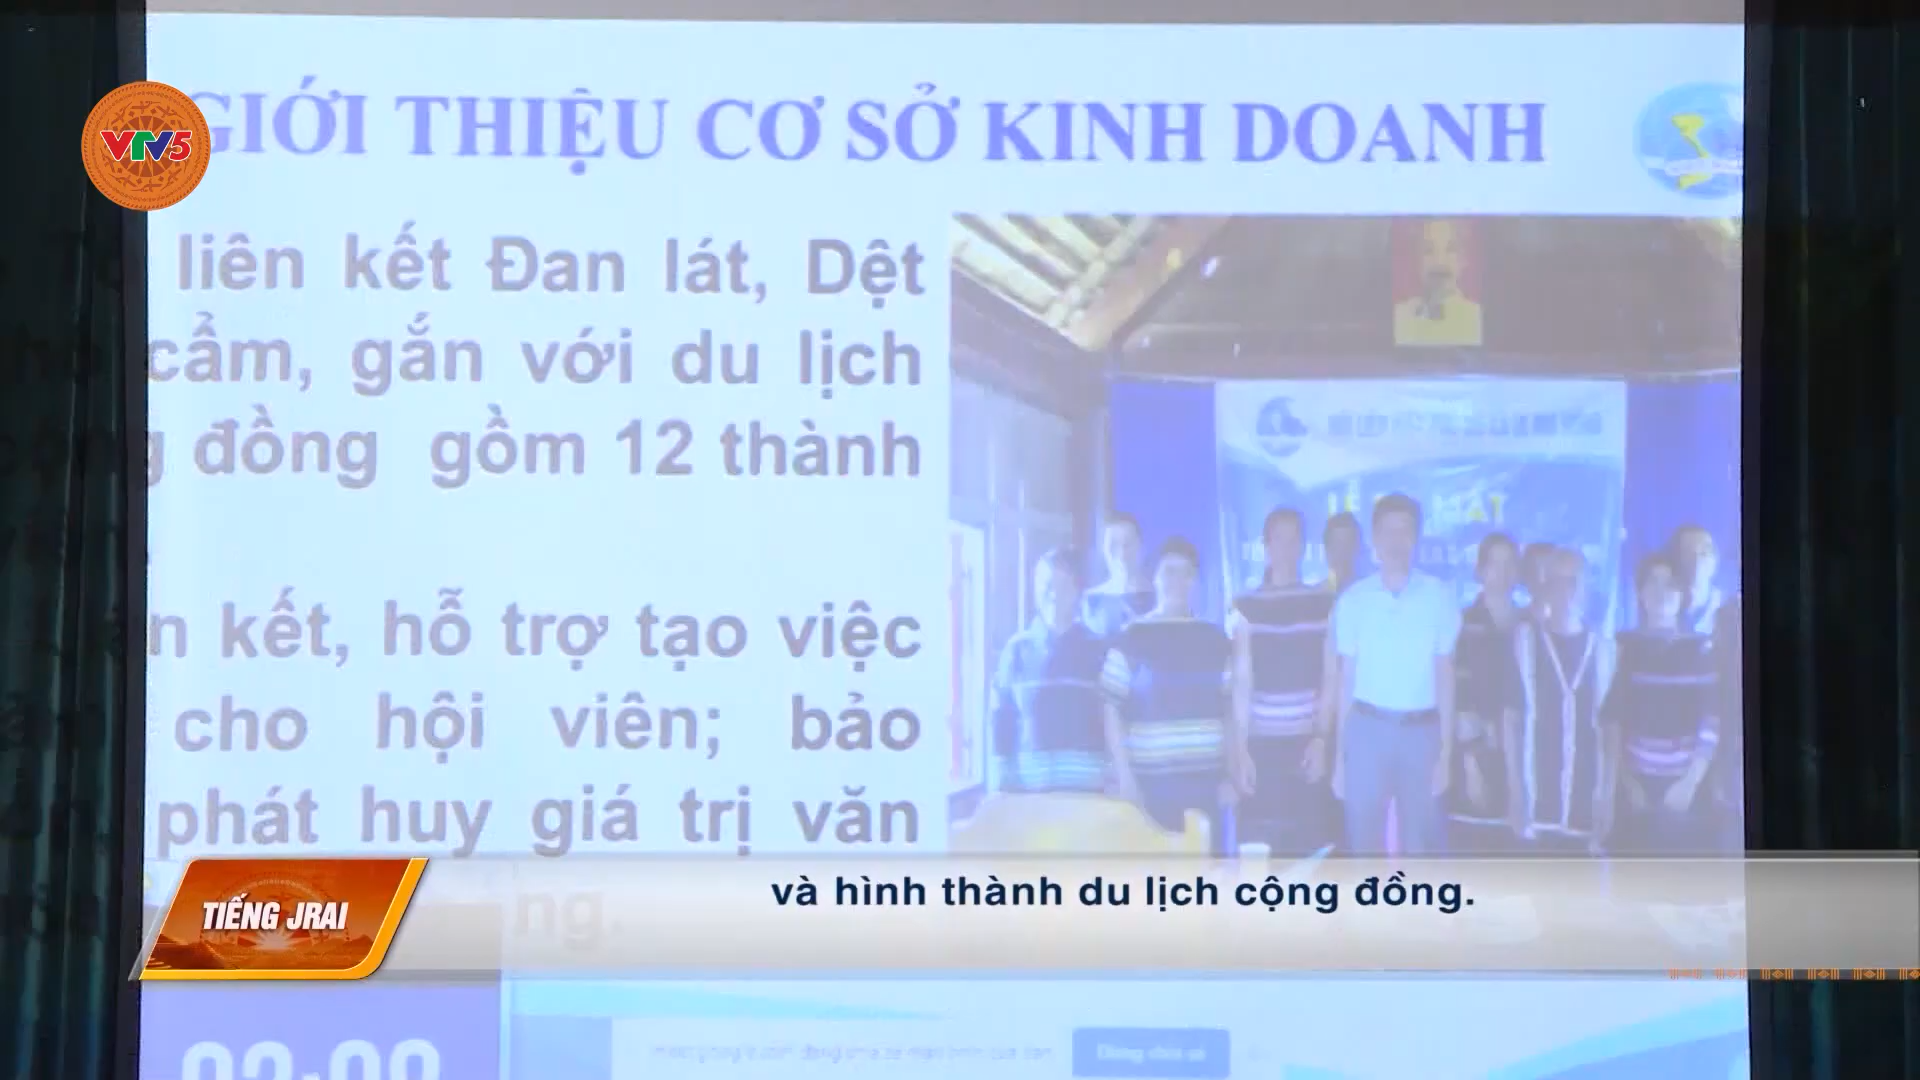 GIỚI THIỆU CƠ SỞ KINH DOANH
VTV5
liên kết Đan lát, Dệt
cẩm, gắn với du lịch
g đồng gồm 12 thành
n kết, hỗ trợ tạo việc
cho hội viên; bảo
phát huy giá trị văn
ng.
TIẾNG JRAI
và hình thành du lịch cộng đồng.